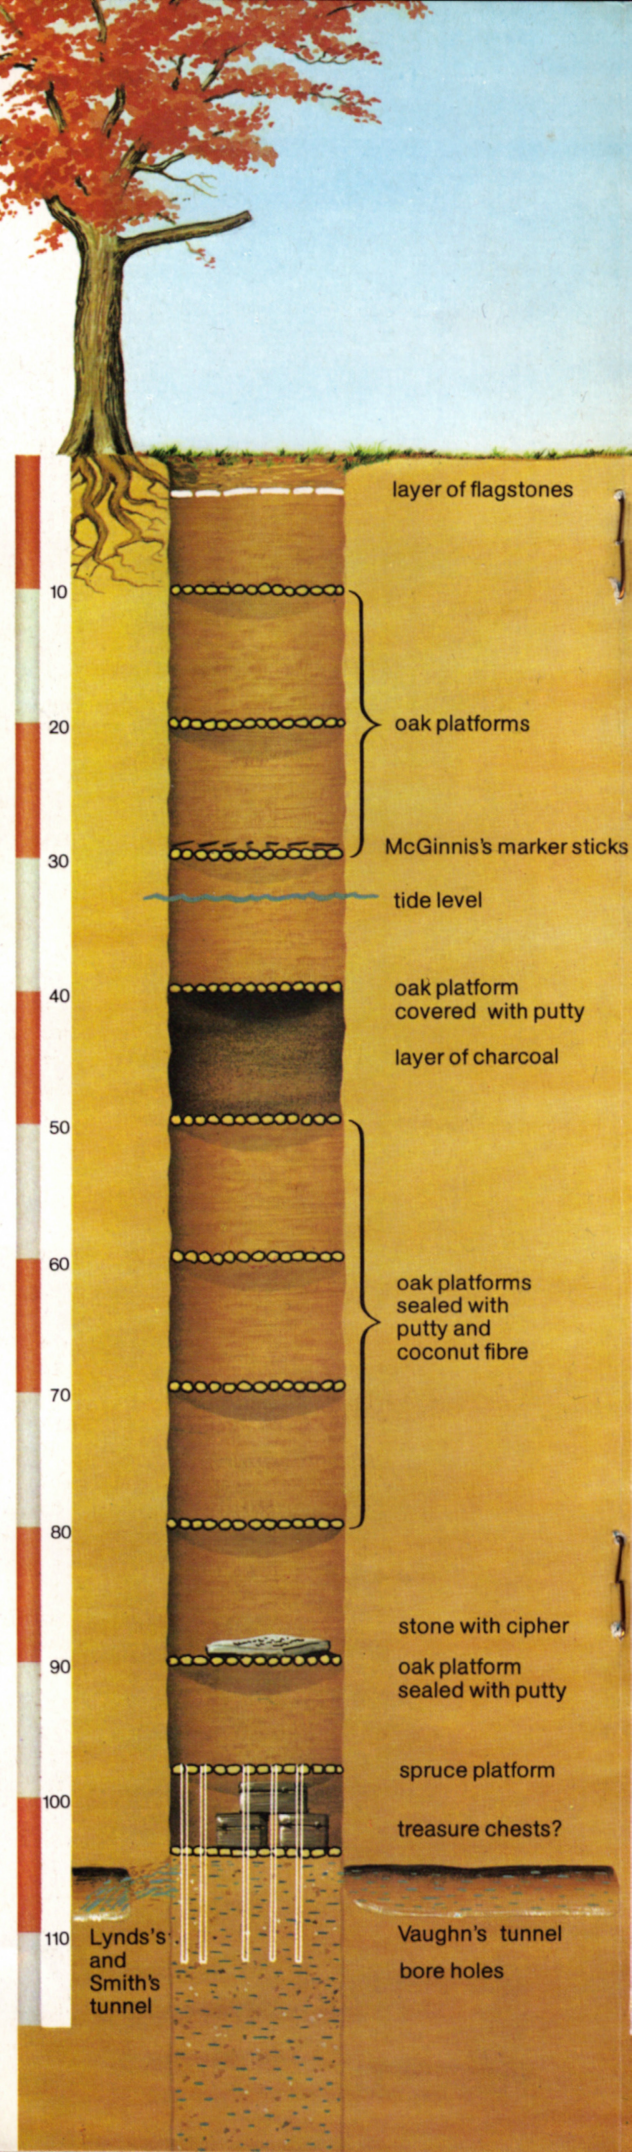 layer of flagstones
10
20
oak platforms
McGinnis's marker sticks
30
tide level
40
oak platform
covered with putty
layer of charcoal
50
60
oak platforms
sealed with
putty and
coconut fibre
70
80
stone with cipher
90
oak platform
sealed with putty
spruce platform
100
treasure chests?
110
Lynds's
and
Smith's
tunnel
Vaughn's tunnel
bore holes